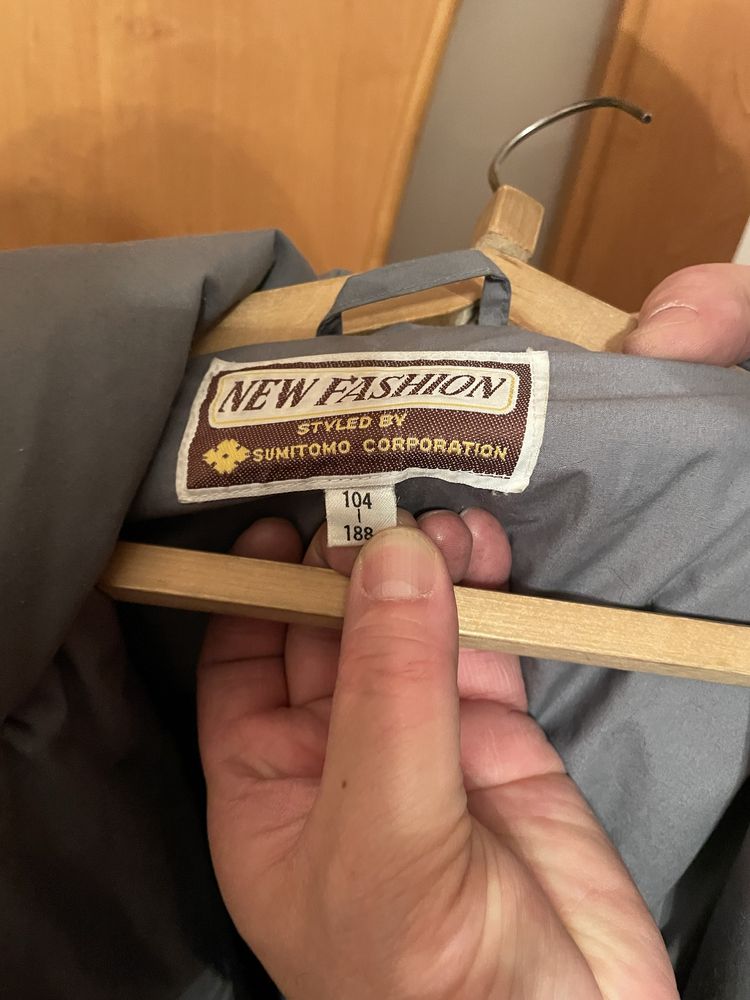 NEW FASHION
STYLED BY
SUMITOMO CORPORATION
104
188